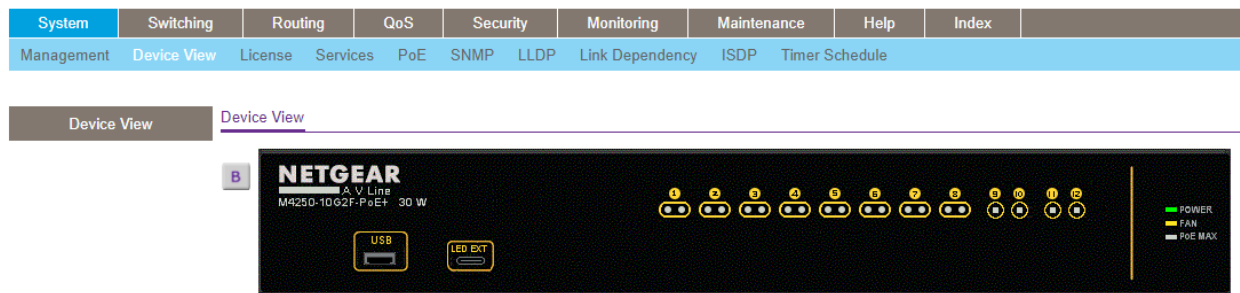 System Switching Routing QoS Security Monitoring Maintenance Help Index
Management Device View License Services PoE SNMP LLDP Link Dependency ISDP Timer Schedule
Device View
Device View
B
NETGEAR
A V Line
M4250-10G2F-PoE+ 30 W
1 2 3 4 5 6 7 8 9 10 11 12
USB
LED EXT
POWER
FAN
PoE MAX